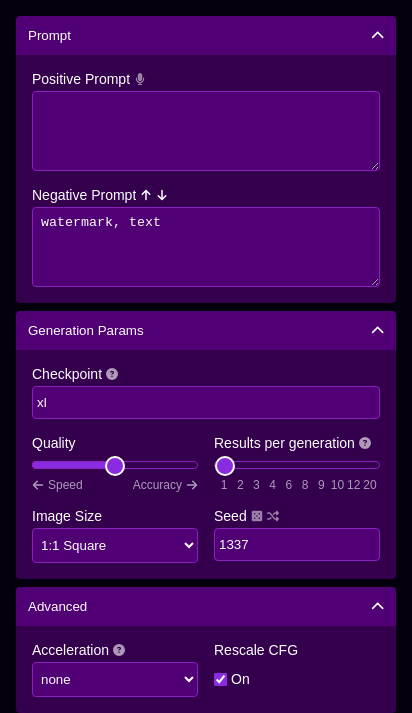 Prompt
Positive Prompt
Negative Prompt
watermark, text
Generation Params
Checkpoint ?
xl
Quality Results per generation ?
Speed Accuracy 1 2 3 4 6 8 9 10 12 20
Image Size Seed
1:1 Square 1337
Advanced
Acceleration ? Rescale CFG
none On